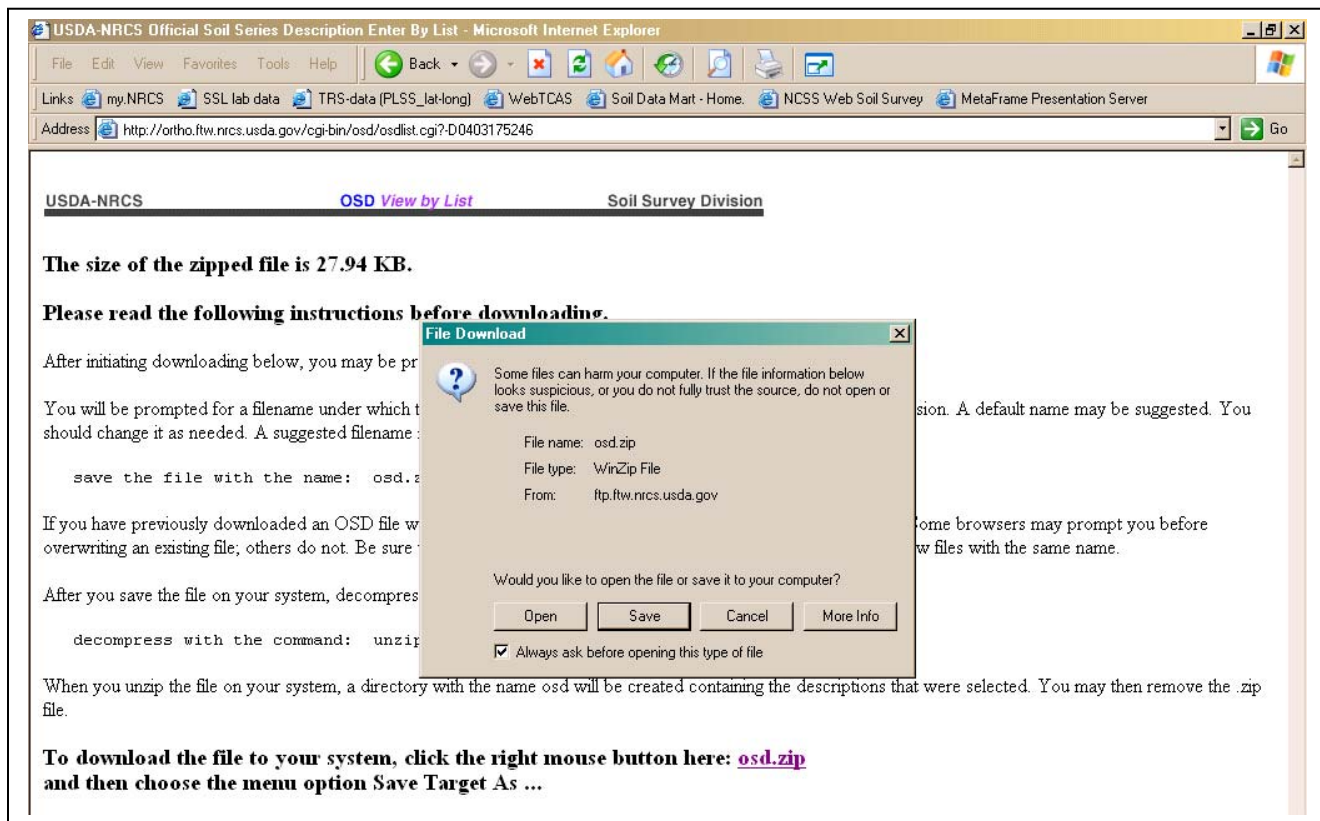 USDA-NRCS Official Soil Series Description Enter By List - Microsoft Internet Explorer
File Edit View Favorites Tools Help Back
Links my.NRCS SSL lab data TRS-data (PLSS_lat-long) WebTCAS Soil Data Mart - Home. NCSS Web Soil Survey MetaFrame Presentation Server
Address http://ortho.ftw.nrcs.usda.gov/cgi-bin/osd/osdlist.cgi?-D0403175246 Go
USDA-NRCS OSD View by List Soil Survey Division
The size of the zipped file is 27.94 KB.
Please read the following instructions before downloading.
After initiating downloading below, you may be pr
You will be prompted for a filename under which t sion. A default name may be suggested. You
should change it as needed. A suggested filename
save the file with the name: osd.z
If you have previously downloaded an OSD file w ome browsers may prompt you before
overwriting an existing file; others do not. Be sure w files with the same name.
After you save the file on your system, decompres
decompress with the command: unzip
When you unzip the file on your system, a directory with the name osd will be created containing the descriptions that were selected. You may then remove the .zip
file.
To download the file to your system, click the right mouse button here: osd.zip
and then choose the menu option Save Target As ...
File Download
Some files can harm your computer. If the file information below
looks suspicious, or you do not fully trust the source, do not open or
save this file.
File name: osd.zip
File type: WinZip File
From: ftp.ftw.nrcs.usda.gov
Would you like to open the file or save it to your computer?
Open Save Cancel More Info
Always ask before opening this type of file